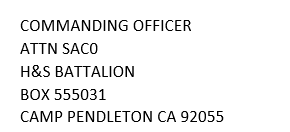 COMMANDING OFFICER
ATTN SAC0
H&S BATTALION
BOX 555031
CAMP PENDLETON CA 92055